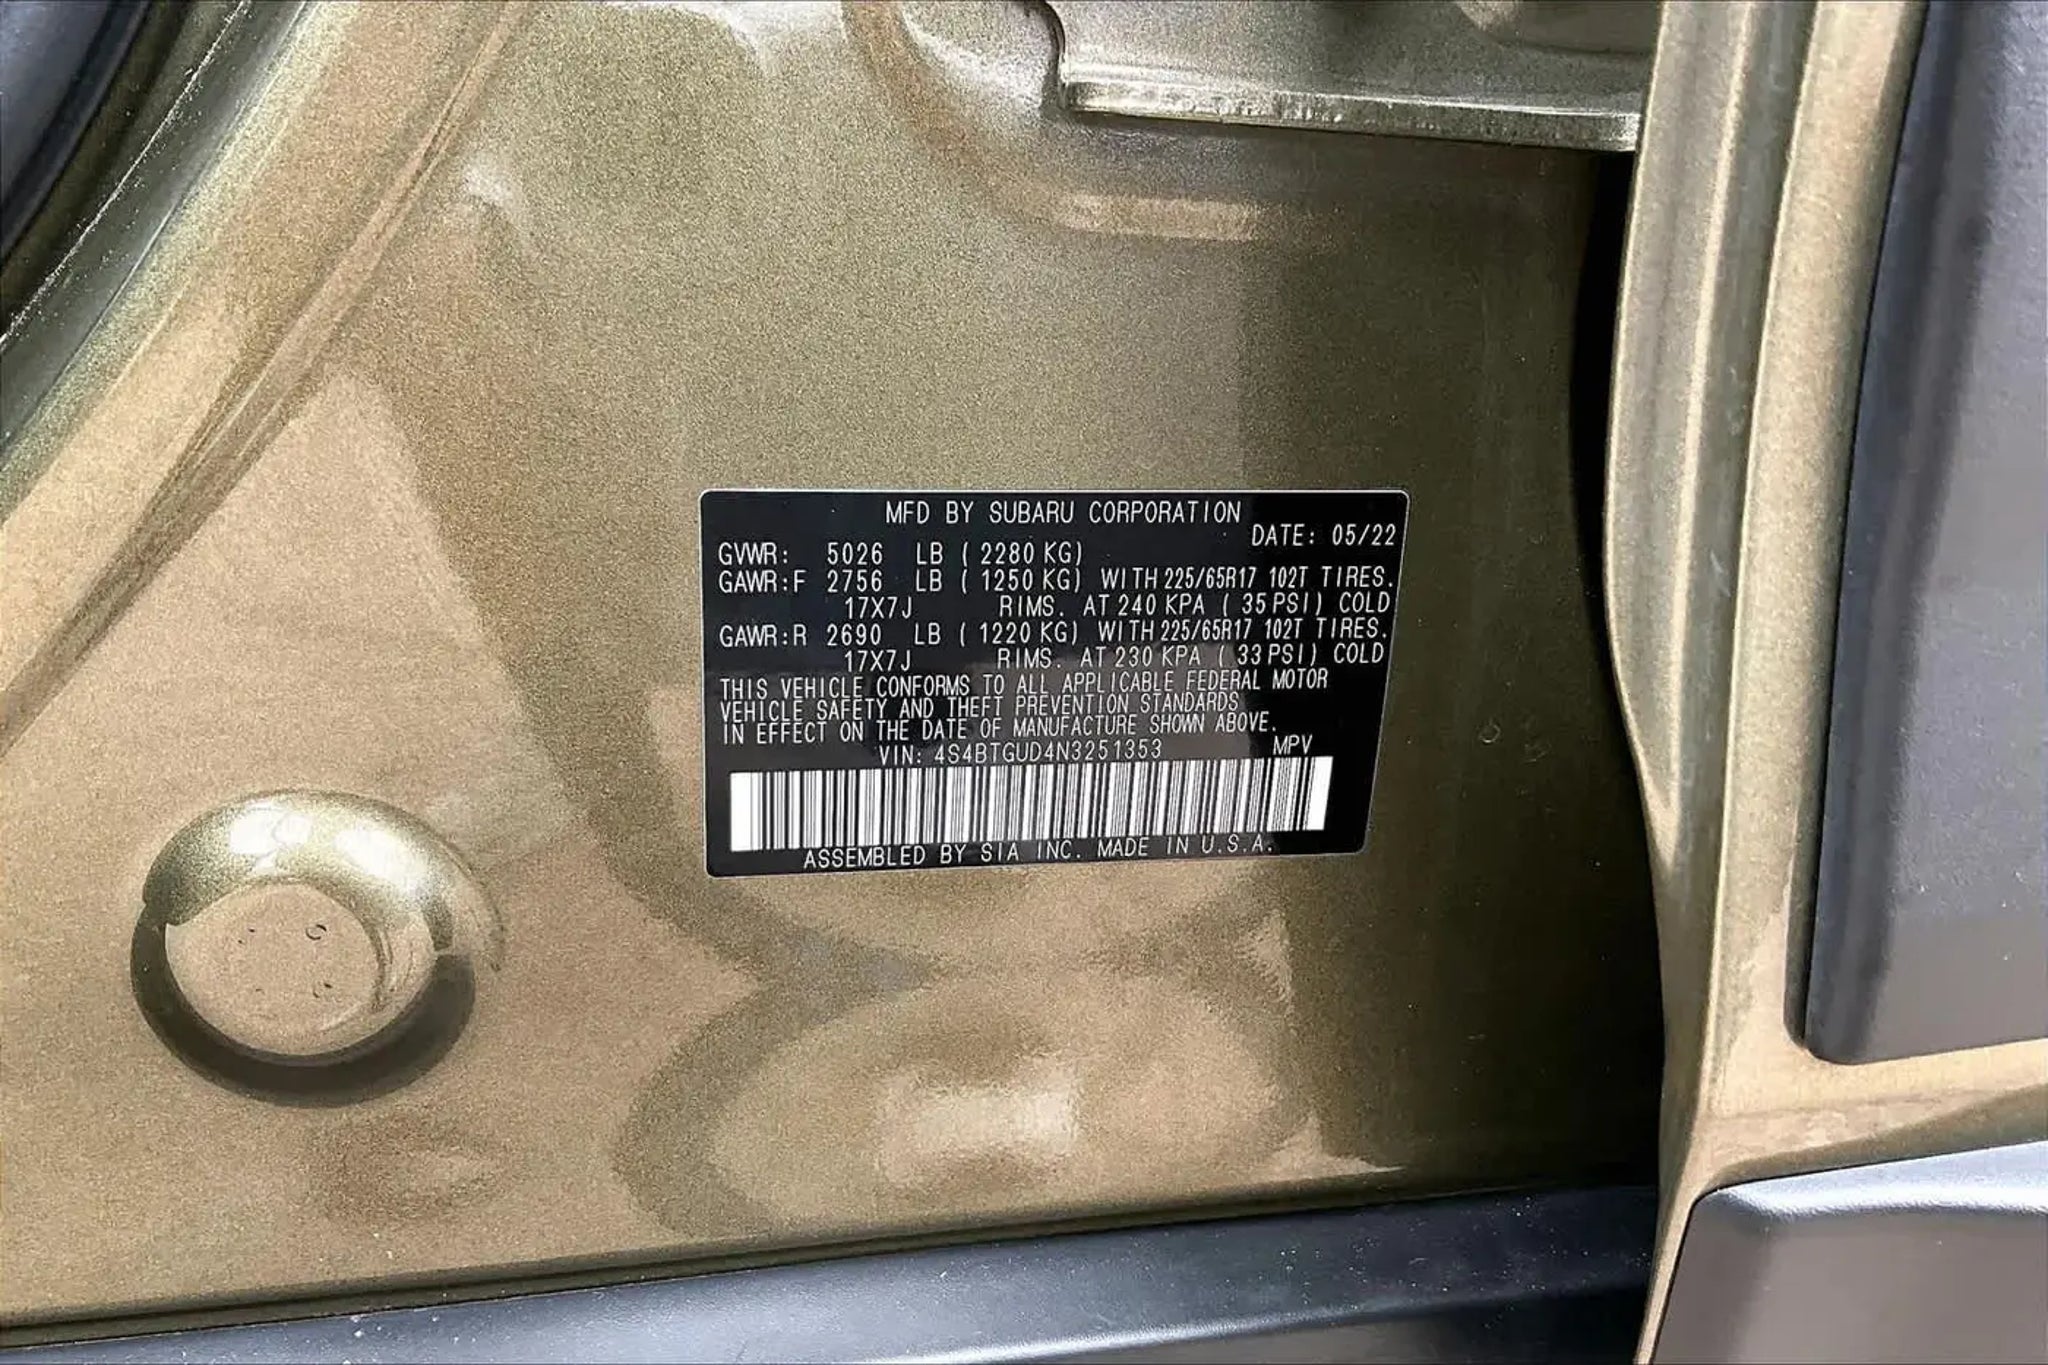 MFD BY SUBARU CORPORATION
DATE: 05/22
GVWR: 5026 LB ( 2280 KG)
GAWR:F 2756 LB ( 1250 KG) WITH 225/65R17 102T TIRES.
17X7J RIMS. AT 240 KPA ( 35 PSI) COLD
GAWR:R 2690 LB ( 1220 KG) WITH 225/65R17 102T TIRES.
17X7J RIMS. AT 230 KPA ( 33 PSI) COLD
THIS VEHICLE CONFORMS TO ALL APPLICABLE FEDERAL MOTOR
VEHICLE SAFETY AND THEFT PREVENTION STANDARDS
IN EFFECT ON THE DATE OF MANUFACTURE SHOWN ABOVE.
VIN: 4S4BTGUD4N3251353 MPV
ASSEMBLED BY SIA INC. MADE IN U.S.A.